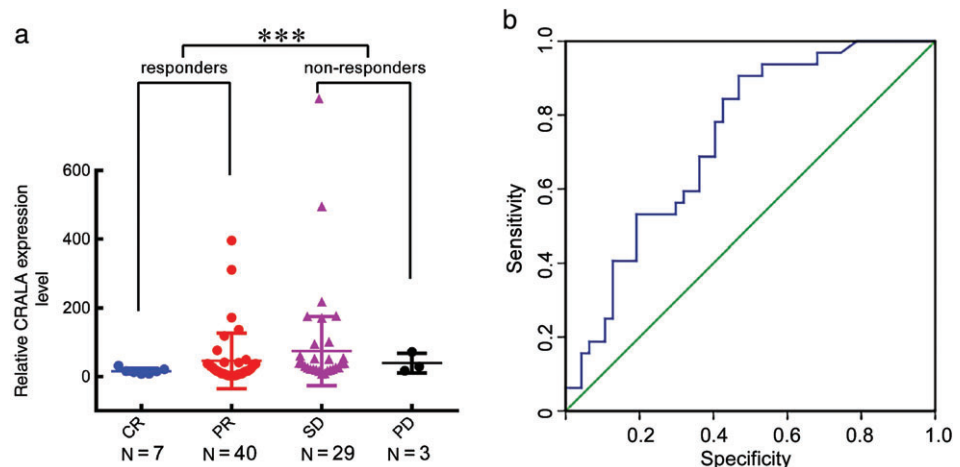 a
***
responders
non-responders
Relative CRALA expression
level
600
400
200
0
CR
PR
SD
PD
N = 7
N = 40
N = 29
N = 3
b
Sensitivity
1.0
0.8
0.6
0.4
0.2
0
0.2
0.4
0.6
0.8
1.0
Specificity